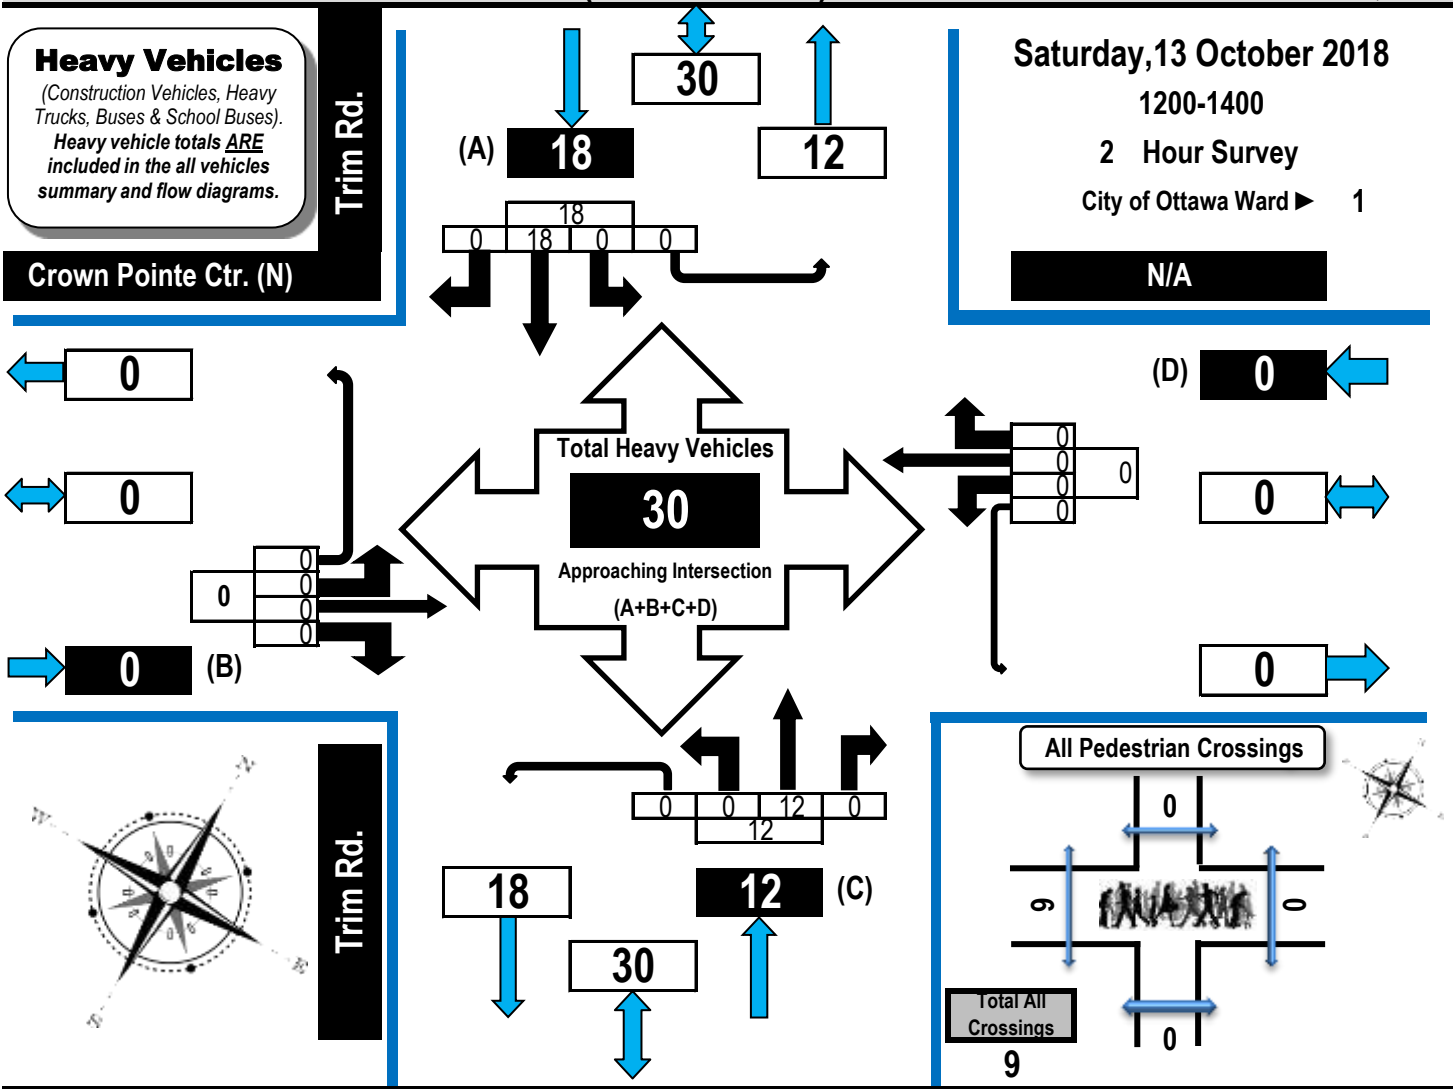 Heavy Vehicles
(Construction Vehicles, Heavy
Trucks, Buses & School Buses).
Heavy vehicle totals ARE
included in the all vehicles
summary and flow diagrams.
Trim Rd.
Crown Pointe Ctr. (N)
30
(A) 18
12
18
0 18 0 0
Saturday,13 October 2018
1200-1400
2 Hour Survey
City of Ottawa Ward ► 1
N/A
0
0
0
0
0
0
0
0 (B)
Total Heavy Vehicles
30
Approaching Intersection
(A+B+C+D)
(D) 0
0
0
0
0
0
0
0
Trim Rd.
N
W
E
S
0 0 12 0
12
18
12 (C)
30
All Pedestrian Crossings
0
9
0
0
Total All
Crossings
9